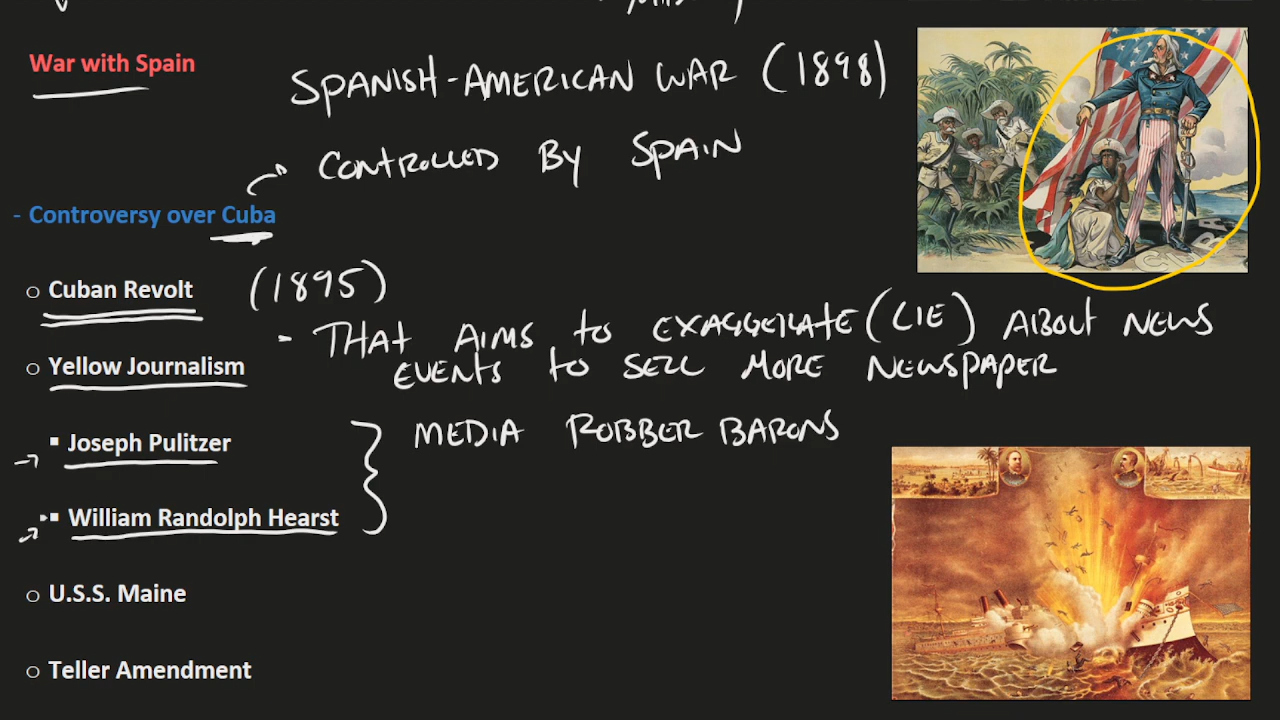 War with Spain
SPANISH-AMERICAN WAR (1898)
CONTROLLED BY SPAIN
- Controversy over Cuba
○ Cuban Revolt (1895)
- THAT AIMS to EXAGGERATE (LIE) ABOUT NEWS
○ Yellow Journalism EVENTS to SELL MORE NEWSPAPER
▪ Joseph Pulitzer
MEDIA ROBBER BARONS
▪ William Randolph Hearst
○ U.S.S. Maine
○ Teller Amendment